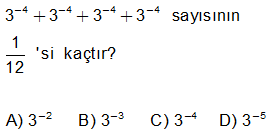 3⁻⁴ + 3⁻⁴ + 3⁻⁴ + 3⁻⁴ sayısının
1/12 'si kaçtır?
A) 3⁻² B) 3⁻³ C) 3⁻⁴ D) 3⁻⁵